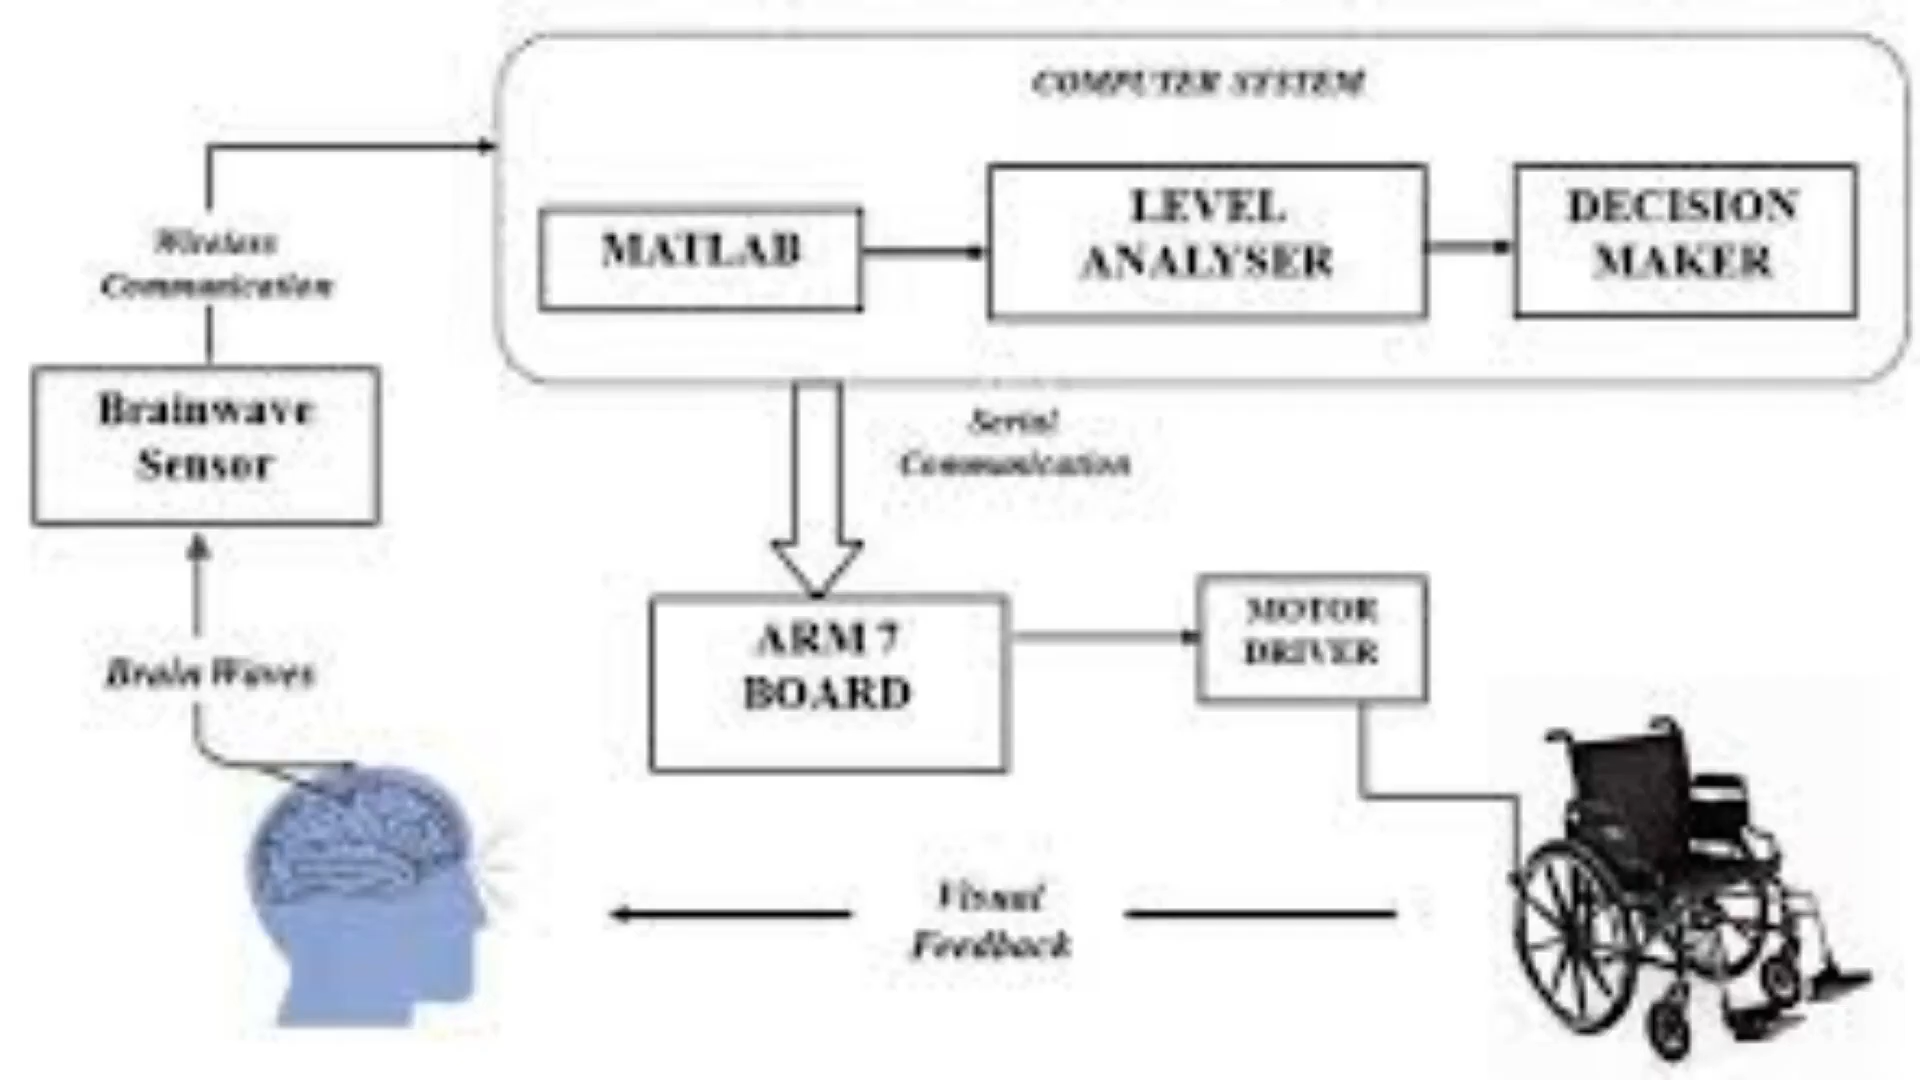 COMPUTER SYSTEM
MATLAB
LEVEL
ANALYSER
DECISION
MAKER
Wireless
Communication
Brainwave
Sensor
Serial
Communication
Brain Waves
ARM 7
BOARD
MOTOR
DRIVER
Visual
Feedback